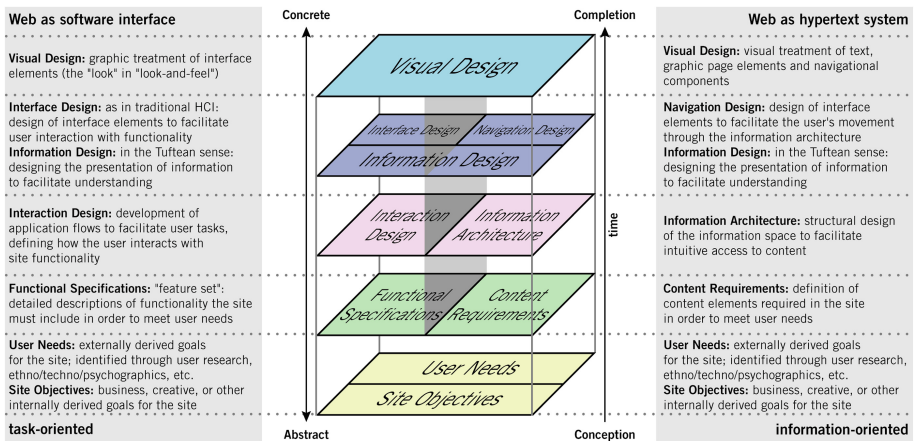 Web as software interface
Concrete
Completion
Web as hypertext system
Visual Design: graphic treatment of interface
elements (the "look" in "look-and-feel")
Visual Design
Visual Design: visual treatment of text,
graphic page elements and navigational
components
Interface Design: as in traditional HCI:
design of interface elements to facilitate
user interaction with functionality
Information Design: in the Tuftean sense:
designing the presentation of information
to facilitate understanding
Interface Design
Navigation Design
Information Design
Navigation Design: design of interface
elements to facilitate the user's movement
through the information architecture
Information Design: in the Tuftean sense:
designing the presentation of information
to facilitate understanding
Interaction Design: development of
application flows to facilitate user tasks,
defining how the user interacts with
site functionality
Interaction
Design
Information
Architecture
time
Information Architecture: structural design
of the information space to facilitate
intuitive access to content
Functional Specifications: "feature set":
detailed descriptions of functionality the site
must include in order to meet user needs
Functional
Specifications
Content
Requirements
Content Requirements: definition of
content elements required in the site
in order to meet user needs
User Needs: externally derived goals
for the site; identified through user research,
ethno/techno/psychographics, etc.
Site Objectives: business, creative, or other
internally derived goals for the site
User Needs
Site Objectives
User Needs: externally derived goals
for the site; identified through user research,
ethno/techno/psychographics, etc.
Site Objectives: business, creative, or other
internally derived goals for the site
task-oriented
Abstract
Conception
information-oriented